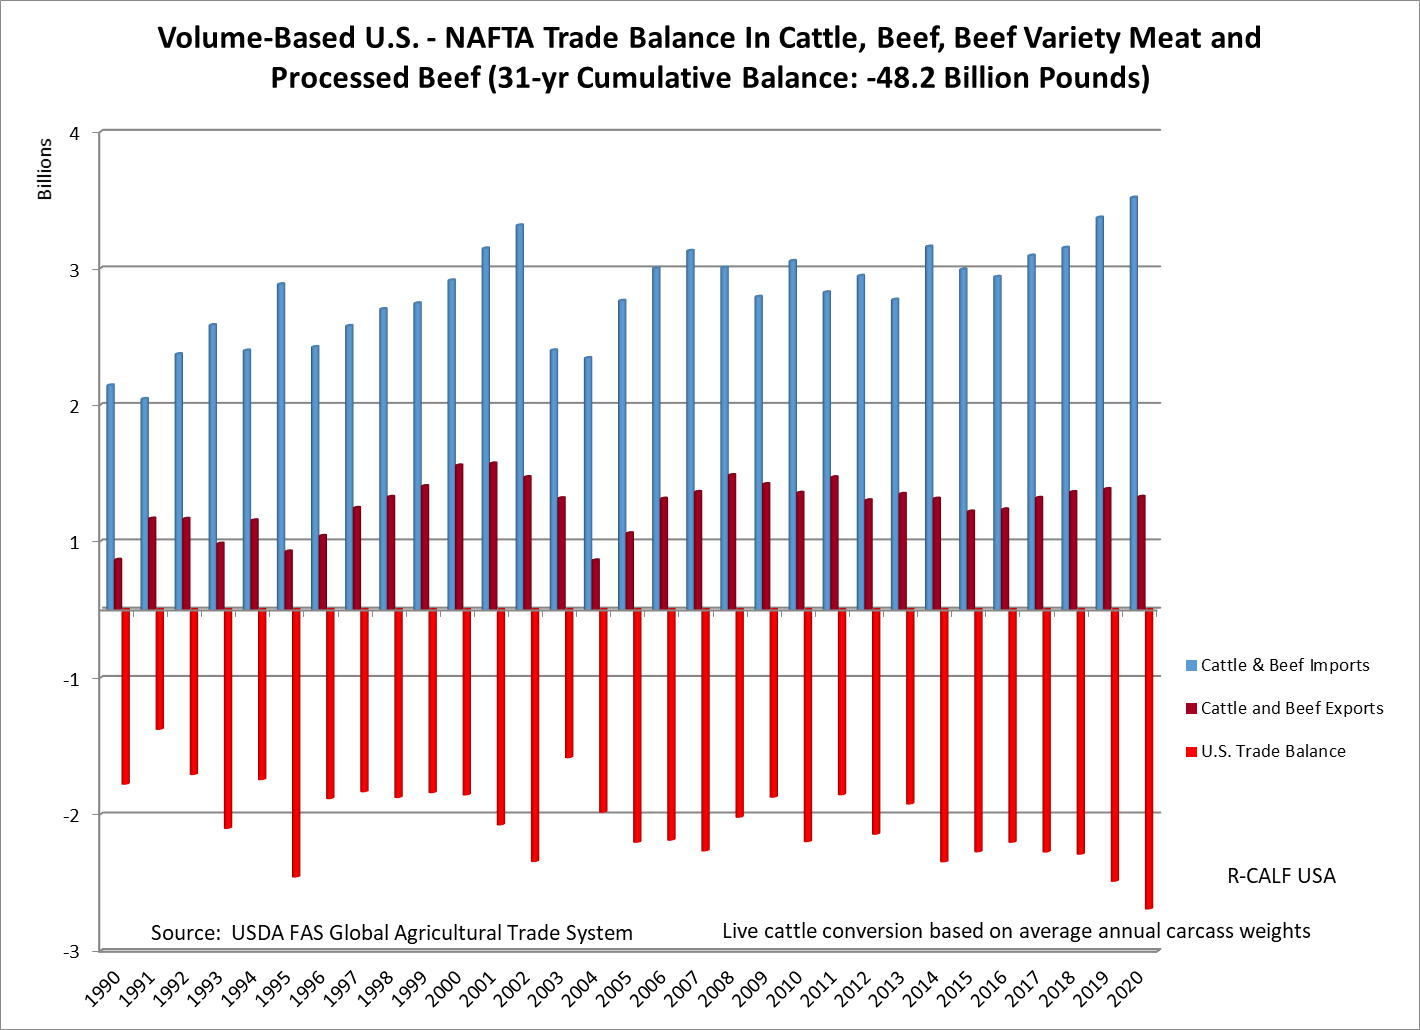 Volume-Based U.S. - NAFTA Trade Balance In Cattle, Beef, Beef Variety Meat and
Processed Beef (31-yr Cumulative Balance: -48.2 Billion Pounds)
Billions
4
3
2
1
-1
-2
-3
Cattle & Beef Imports
Cattle and Beef Exports
U.S. Trade Balance
R-CALF USA
Source:  USDA FAS Global Agricultural Trade System
Live cattle conversion based on average annual carcass weights
1990 1991 1992 1993 1994 1995 1996 1997 1998 1999 2000 2001 2002 2003 2004 2005 2006 2007 2008 2009 2010 2011 2012 2013 2014 2015 2016 2017 2018 2019 2020